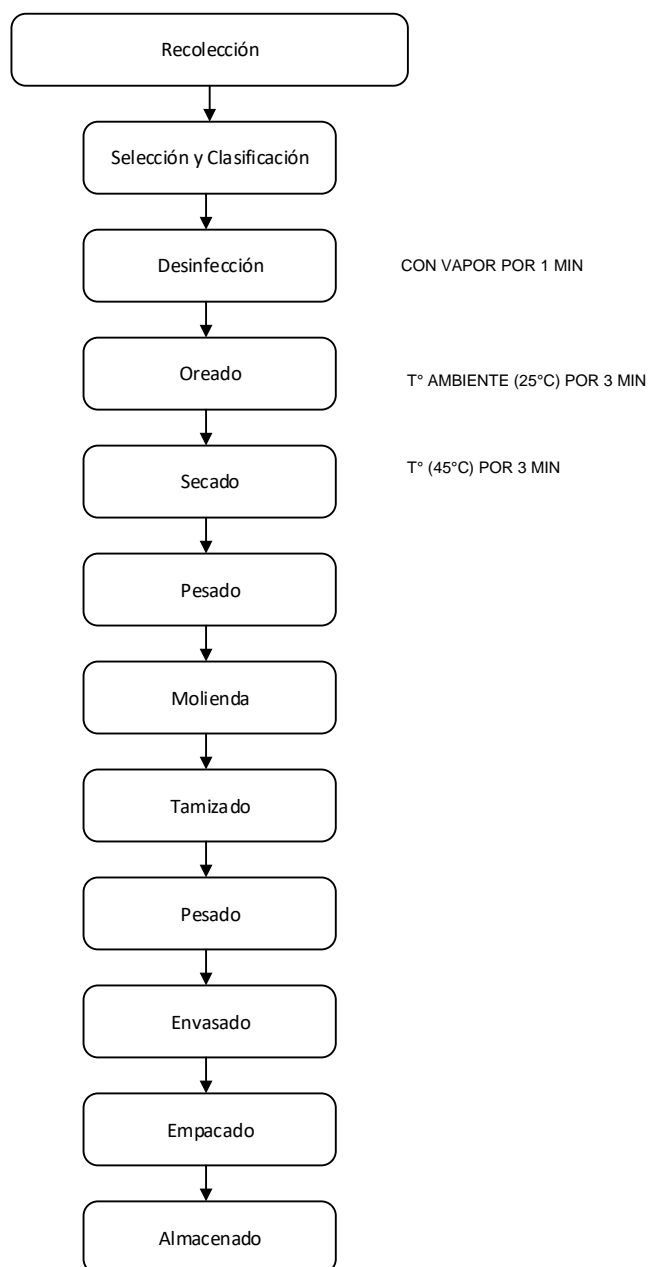 Recolección
Selección y Clasificación
Desinfección
CON VAPOR POR 1 MIN
Oreado
T° AMBIENTE (25°C) POR 3 MIN
Secado
T° (45°C) POR 3 MIN
Pesado
Molienda
Tamizado
Pesado
Envasado
Empacado
Almacenado